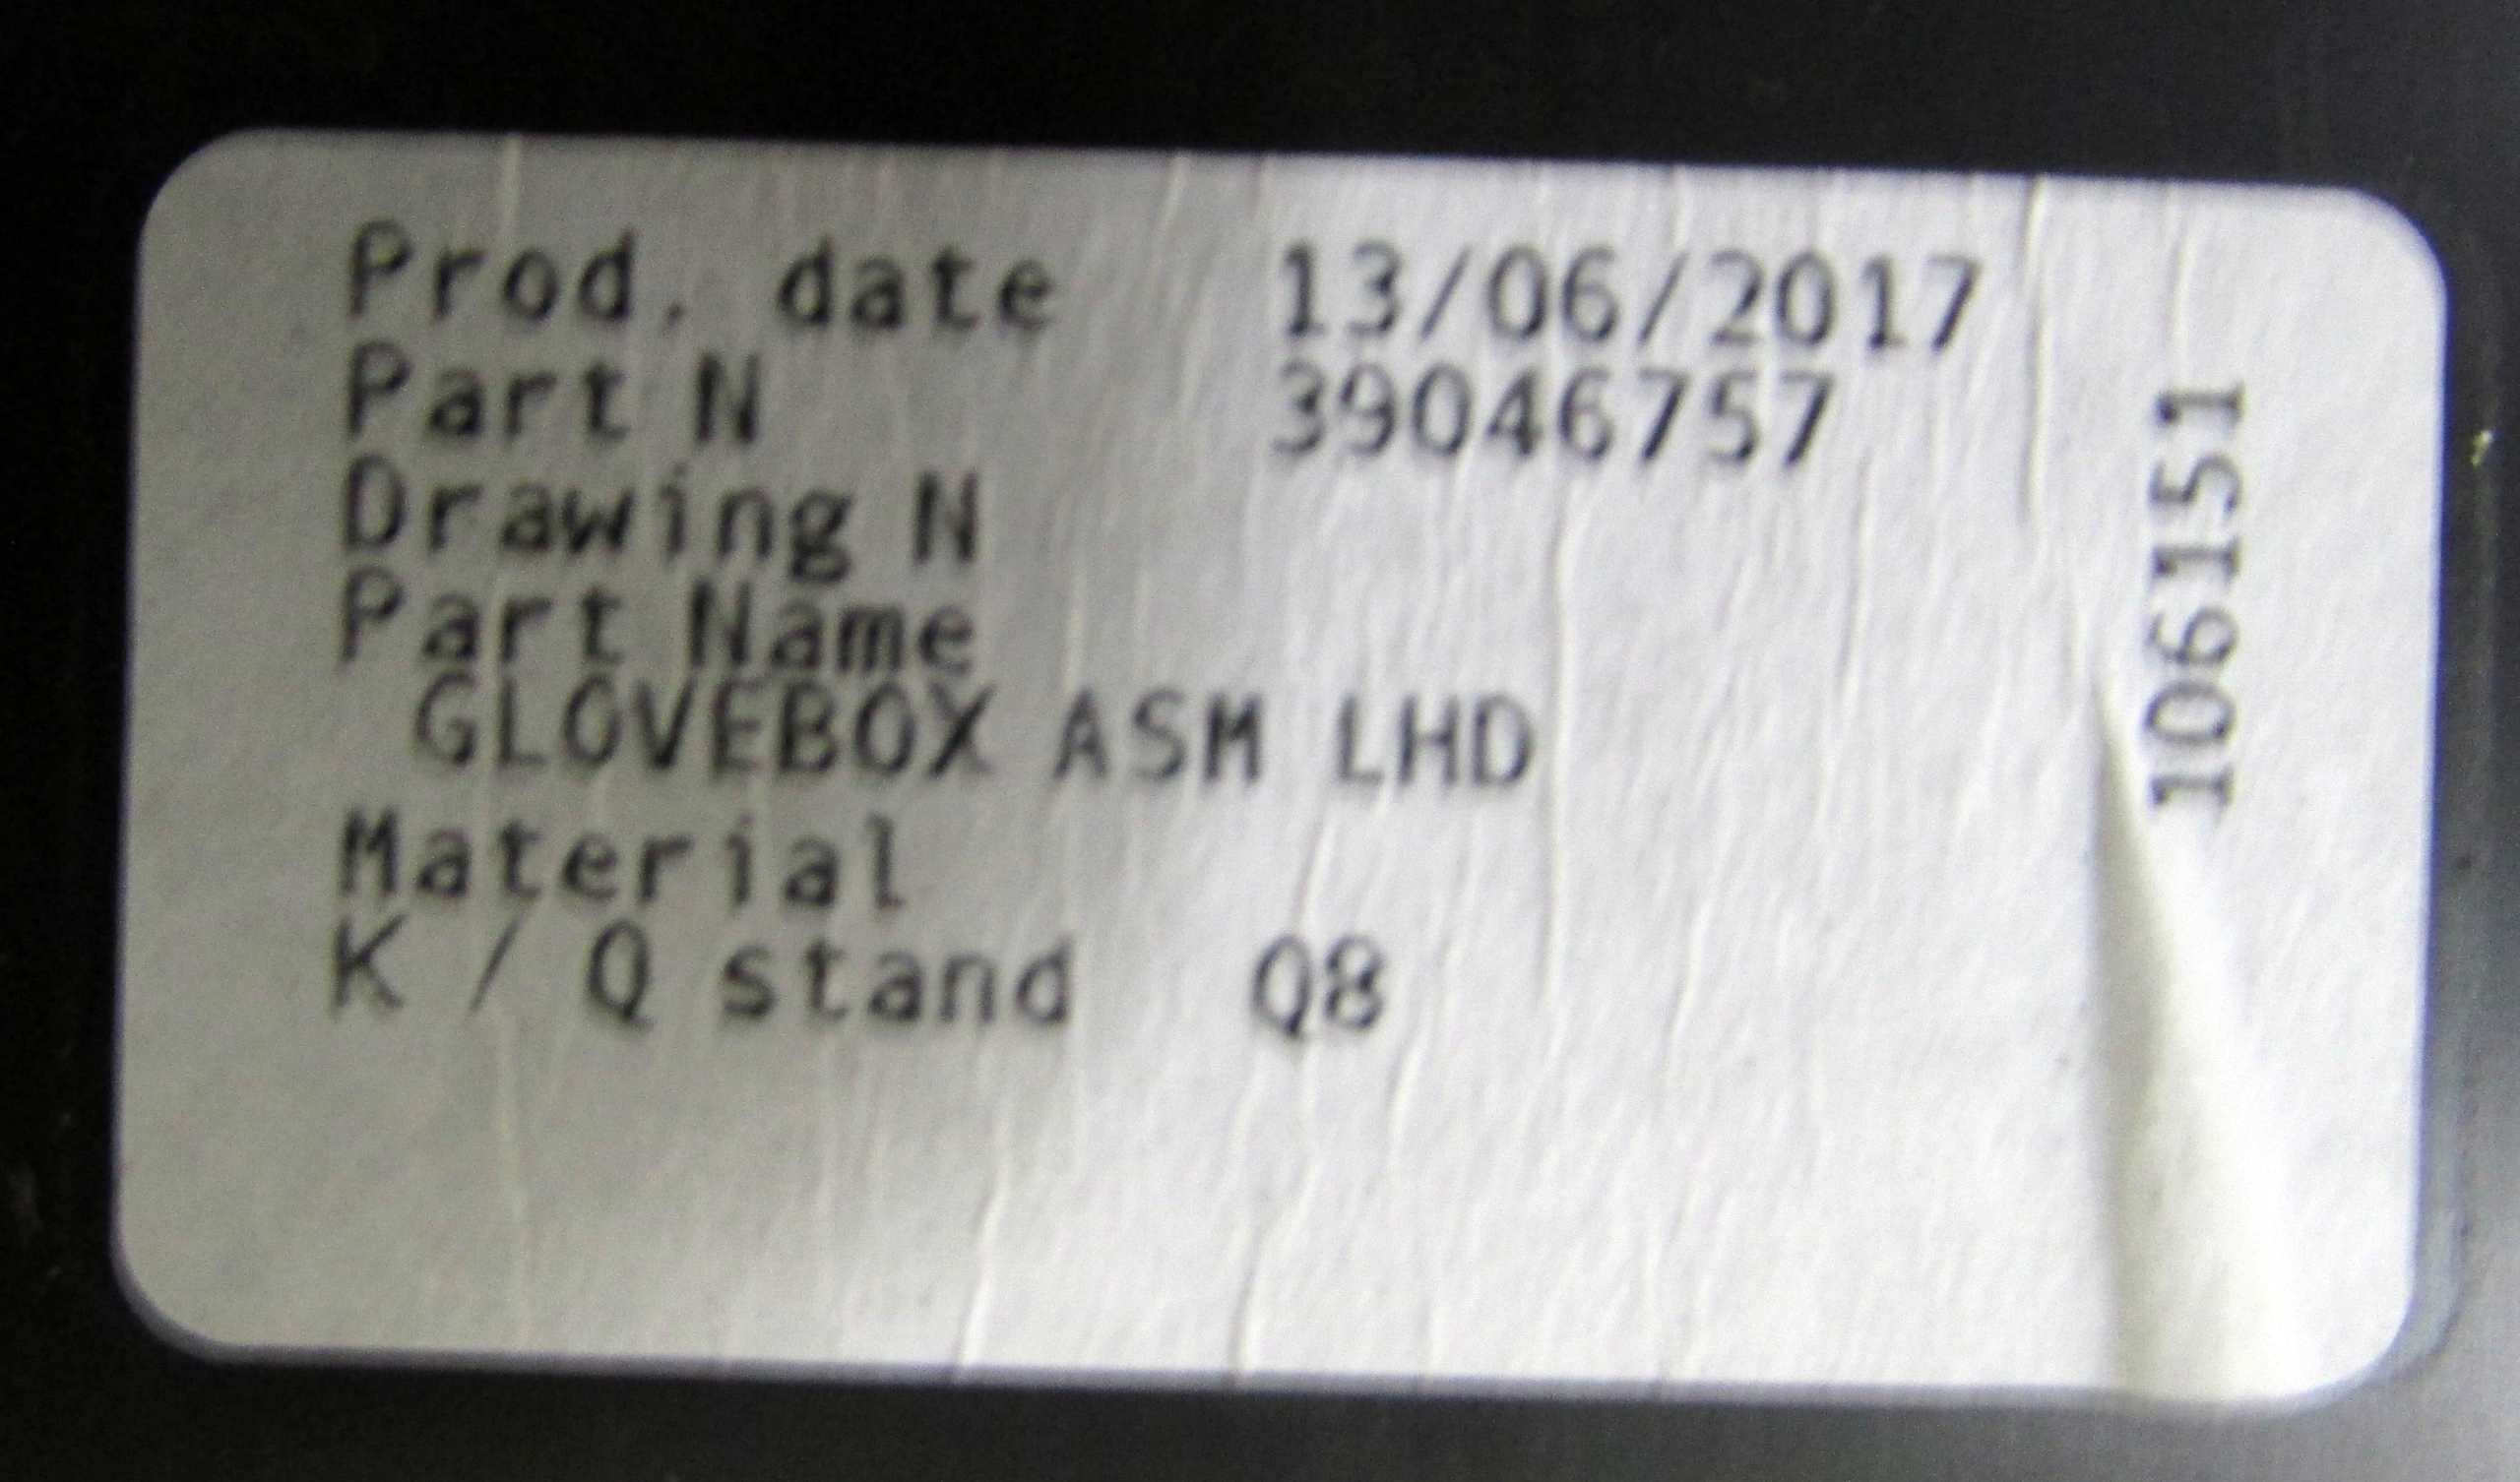 Prod. date 13/06/2017
Part N 39046757
Drawing N
Part Name
GLOVEBOX ASM LHD
Material
K / Q stand Q8
106151